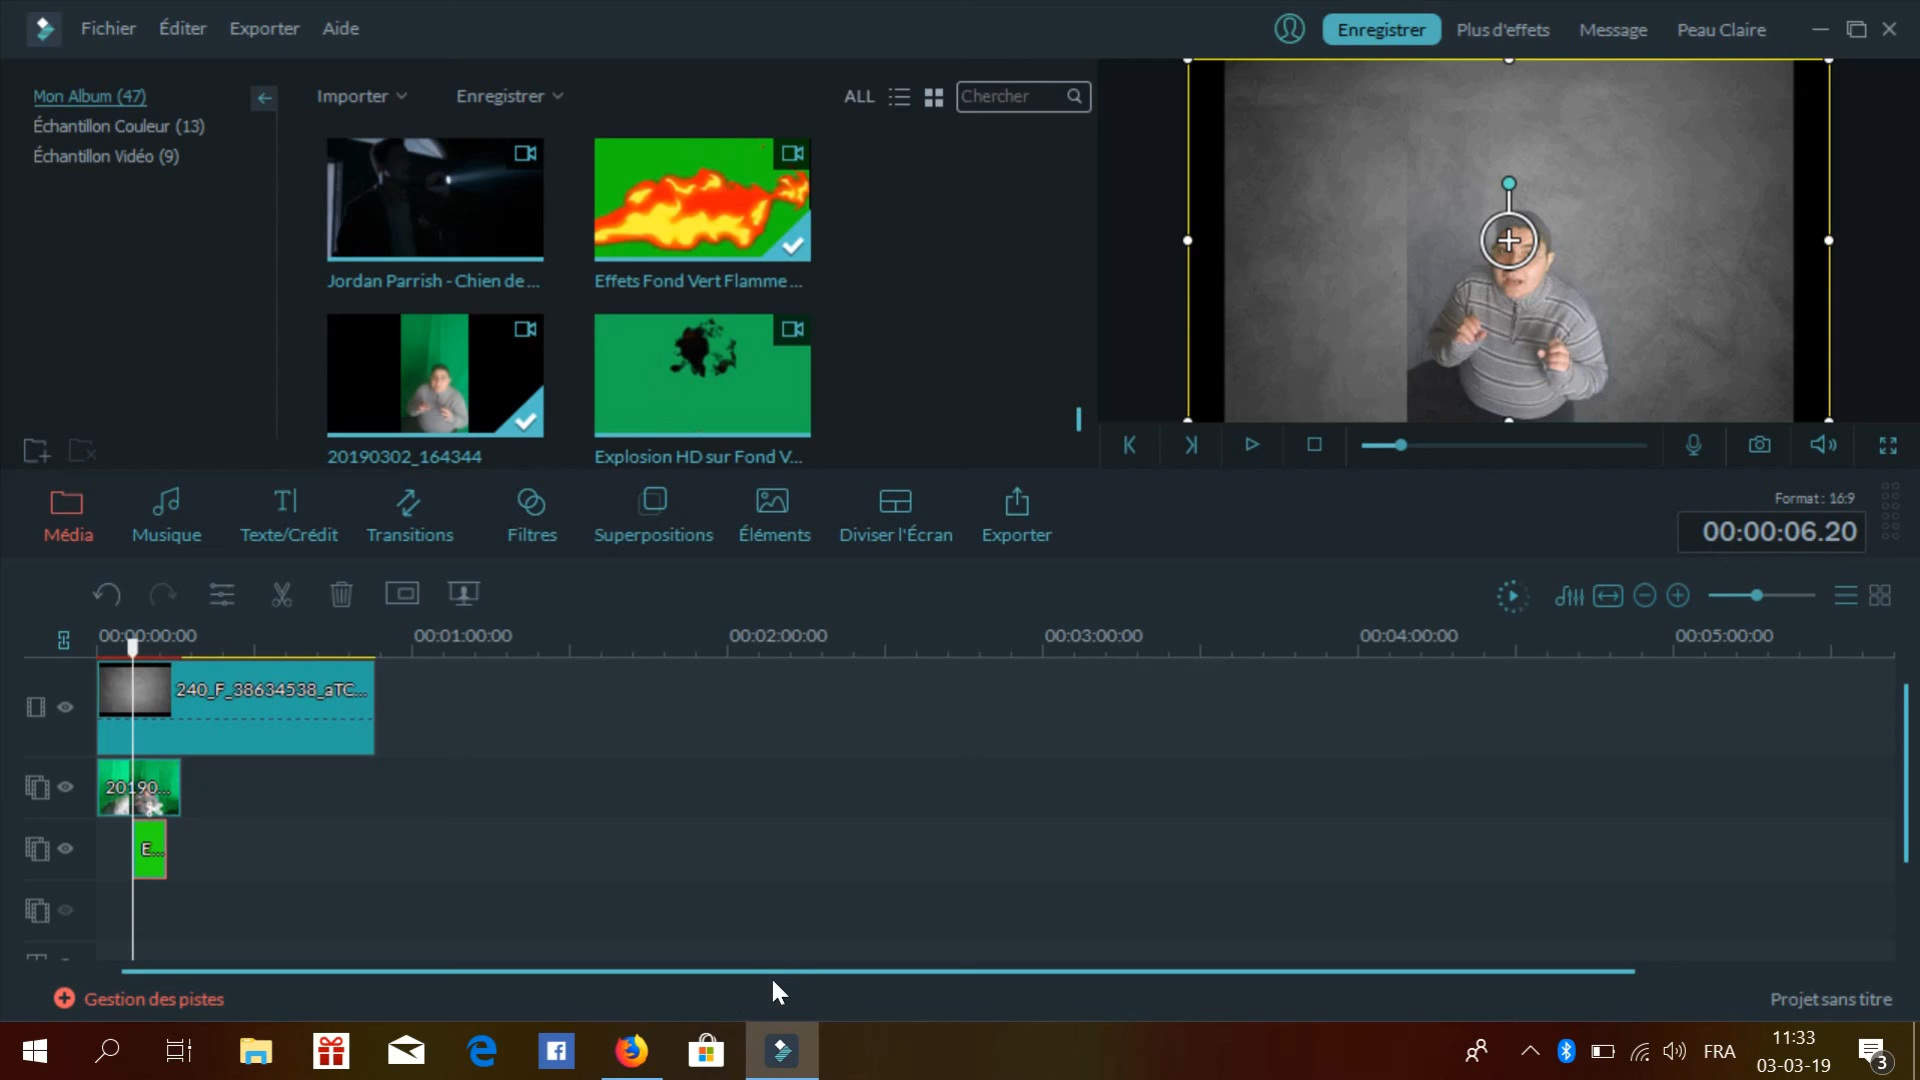 Fichier Éditer Exporter Aide
Enregistrer Plus d'effets Message Peau Claire
Mon Album (47)
Échantillon Couleur (13)
Échantillon Vidéo (9)
Importer Enregistrer ALL Chercher
Jordan Parrish - Chien de ...
Effets Fond Vert Flamme ...
20190302_164344
Explosion HD sur Fond V...
Média Musique Texte/Crédit Transitions Filtres Superpositions Éléments Diviser l'Écran Exporter
Format : 16:9
00:00:06.20
00:00:00:00 00:01:00:00 00:02:00:00 00:03:00:00 00:04:00:00 00:05:00:00
240_F_38634538_aTC...
20190...
E...
Gestion des pistes
Projet sans titre
FRA
11:33
03-03-19
3